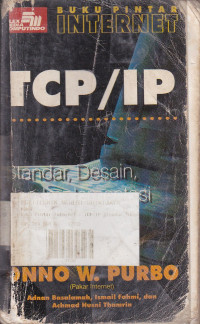 BUKU PINTAR
INTERNET
TCP/IP
Standar, Desain,
ONNO W. PURBO
(Pakar Internet)
Adnan Basalamah, Ismail Fahmi, dan
Achmad Husni Thamrin